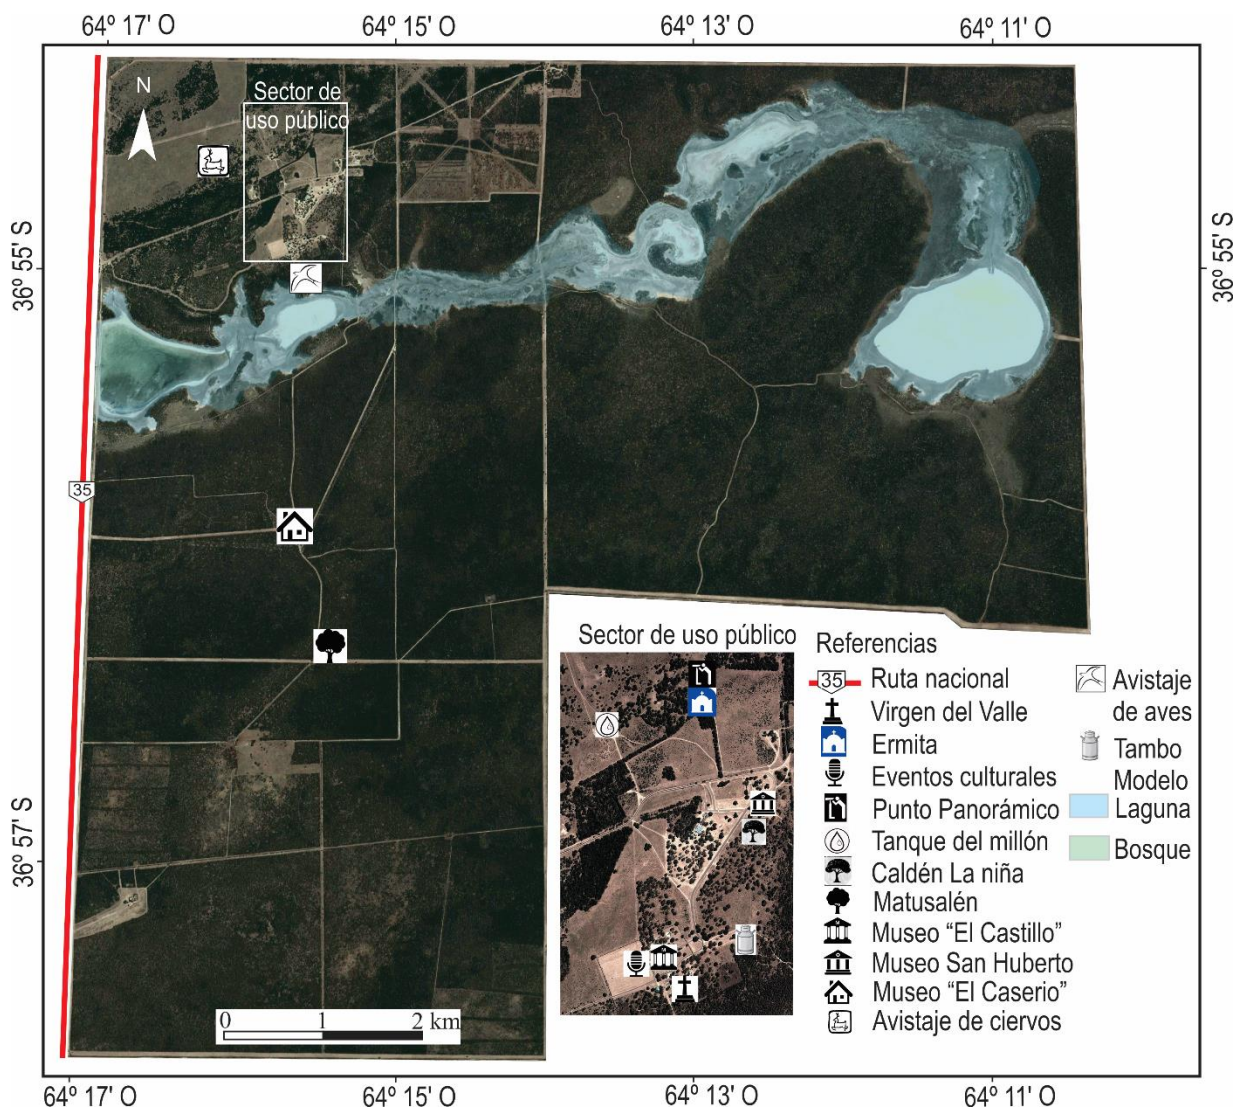 64º 17' O
64º 15' O
64º 13' O
64º 11' O
N
Sector de
uso público
36º 55' S
36º 55' S
35
36º 57' S
0 1 2 km
Sector de uso público
Referencias
35 Ruta nacional
Virgen del Valle
Ermita
Eventos culturales
Punto Panorámico
Tanque del millón
Caldén La niña
Matusalén
Museo “El Castillo”
Museo San Huberto
Museo “El Caserio”
Avistaje de ciervos
Avistaje
de aves
Tambo
Modelo
Laguna
Bosque
64º 17' O
64º 15' O
64º 13' O
64º 11' O